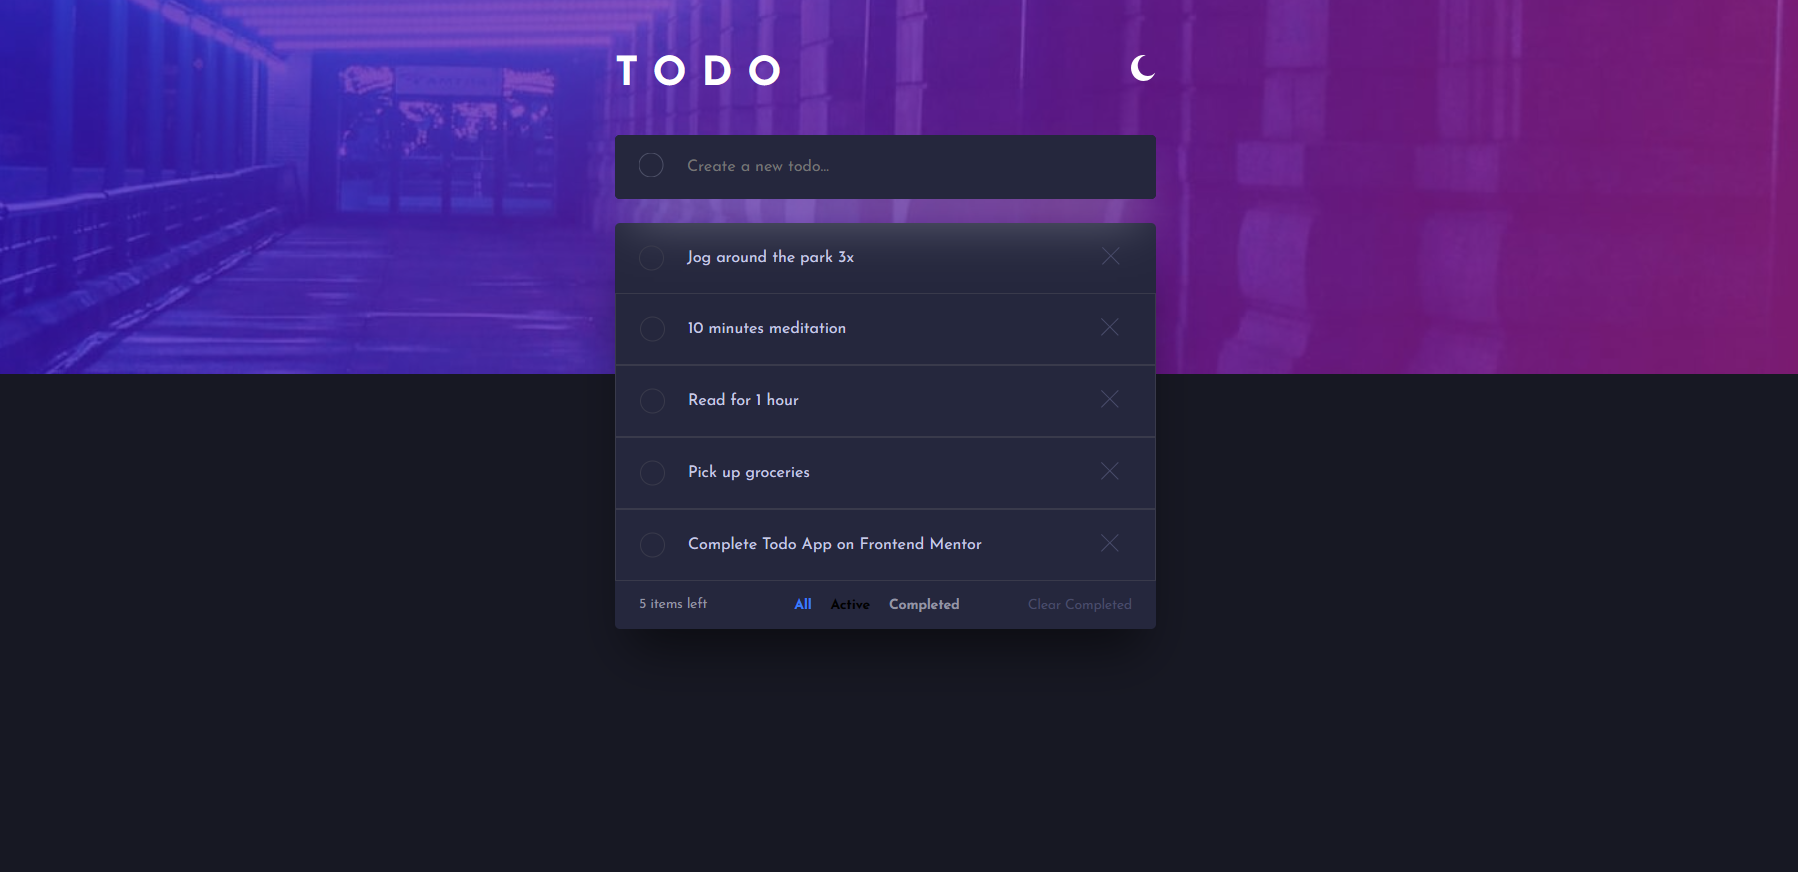 TODO
Create a new todo...
Jog around the park 3x
10 minutes meditation
Read for 1 hour
Pick up groceries
Complete Todo App on Frontend Mentor
5 items left All Active Completed Clear Completed